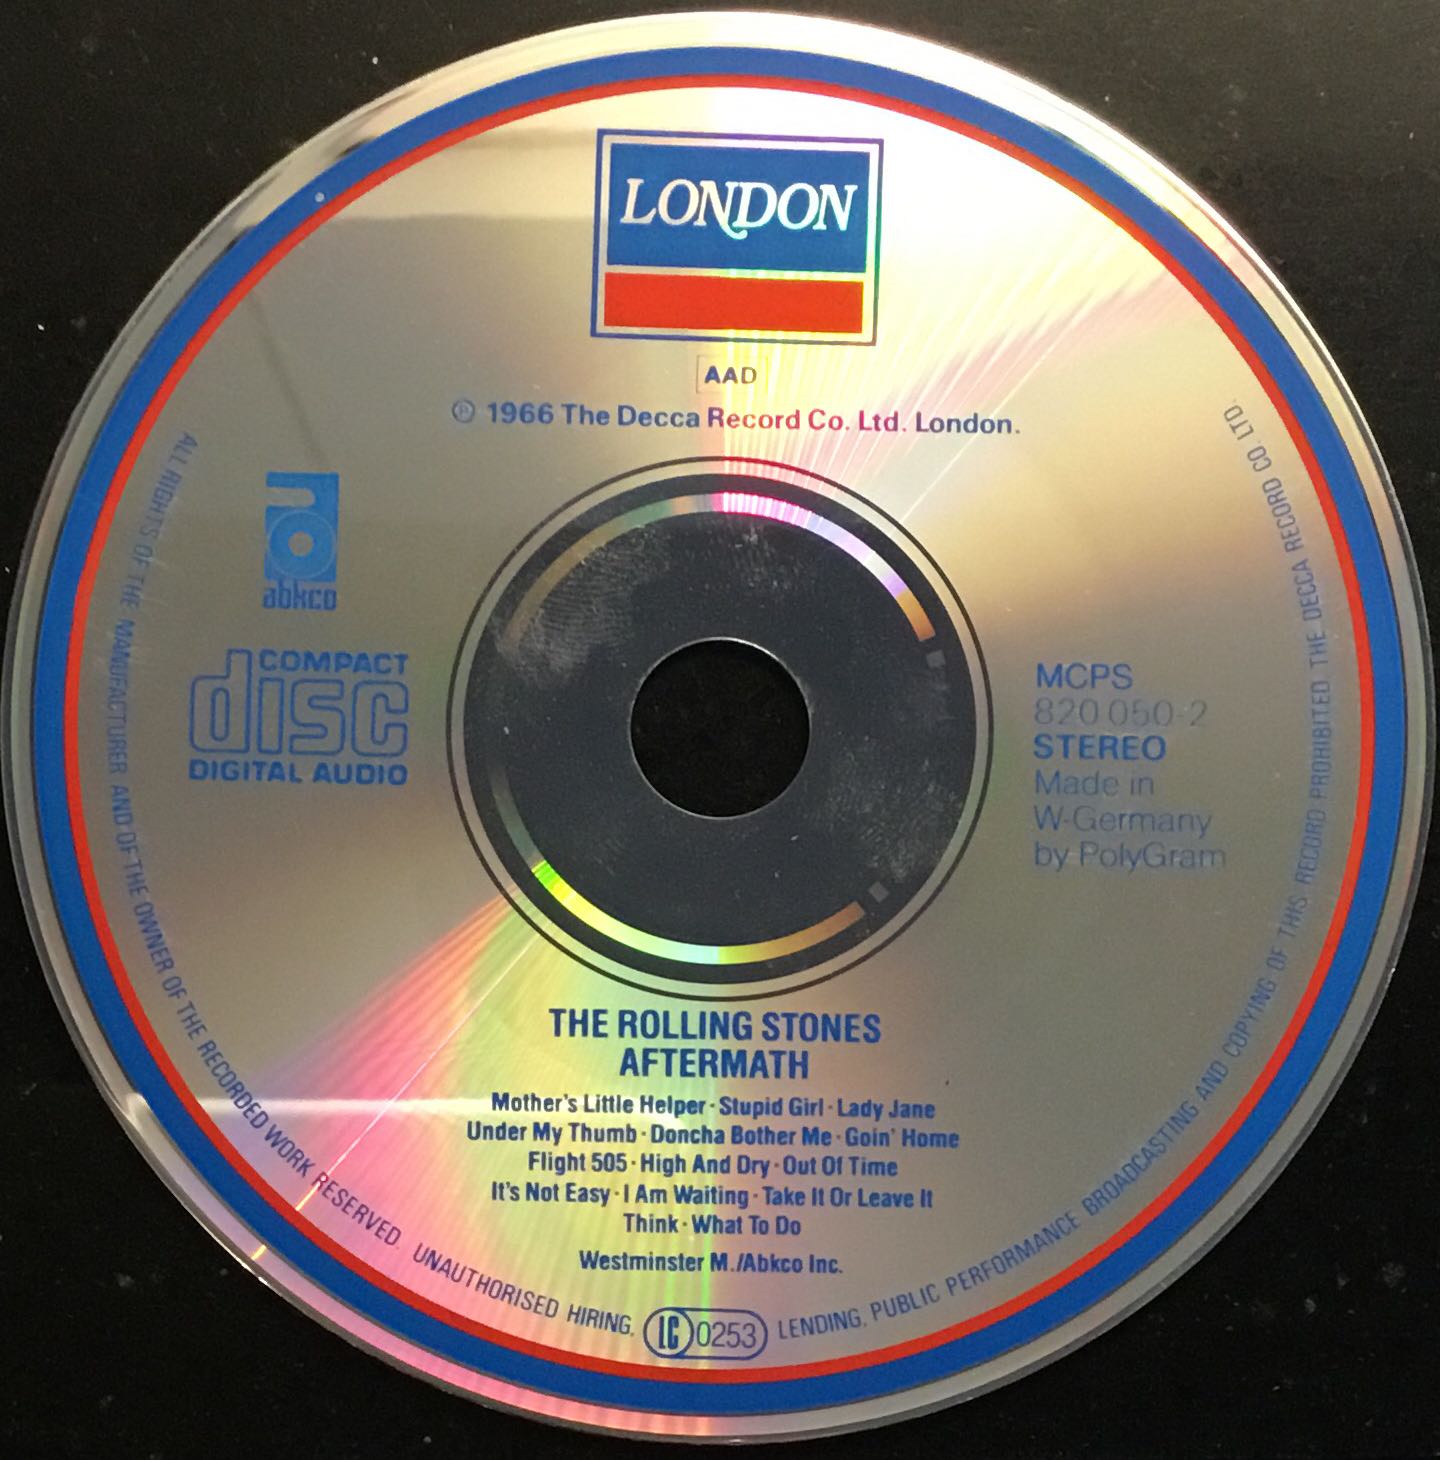 LONDON
AAD
℗ 1966 The Decca Record Co. Ltd. London.
abkco
COMPACT
disc
DIGITAL AUDIO
MCPS
820 050-2
STEREO
Made in
W-Germany
by PolyGram
THE ROLLING STONES
AFTERMATH
Mother's Little Helper · Stupid Girl · Lady Jane
Under My Thumb · Doncha Bother Me · Goin' Home
Flight 505 · High And Dry · Out Of Time
It's Not Easy · I Am Waiting · Take It Or Leave It
Think · What To Do
Westminster M./Abkco Inc.
LC 0253
ALL RIGHTS OF THE MANUFACTURER AND OF THE OWNER OF THE RECORDED WORK RESERVED. UNAUTHORISED HIRING, LENDING, PUBLIC PERFORMANCE BROADCASTING AND COPYING OF THIS RECORD PROHIBITED THE DECCA RECORD CO. LTD.